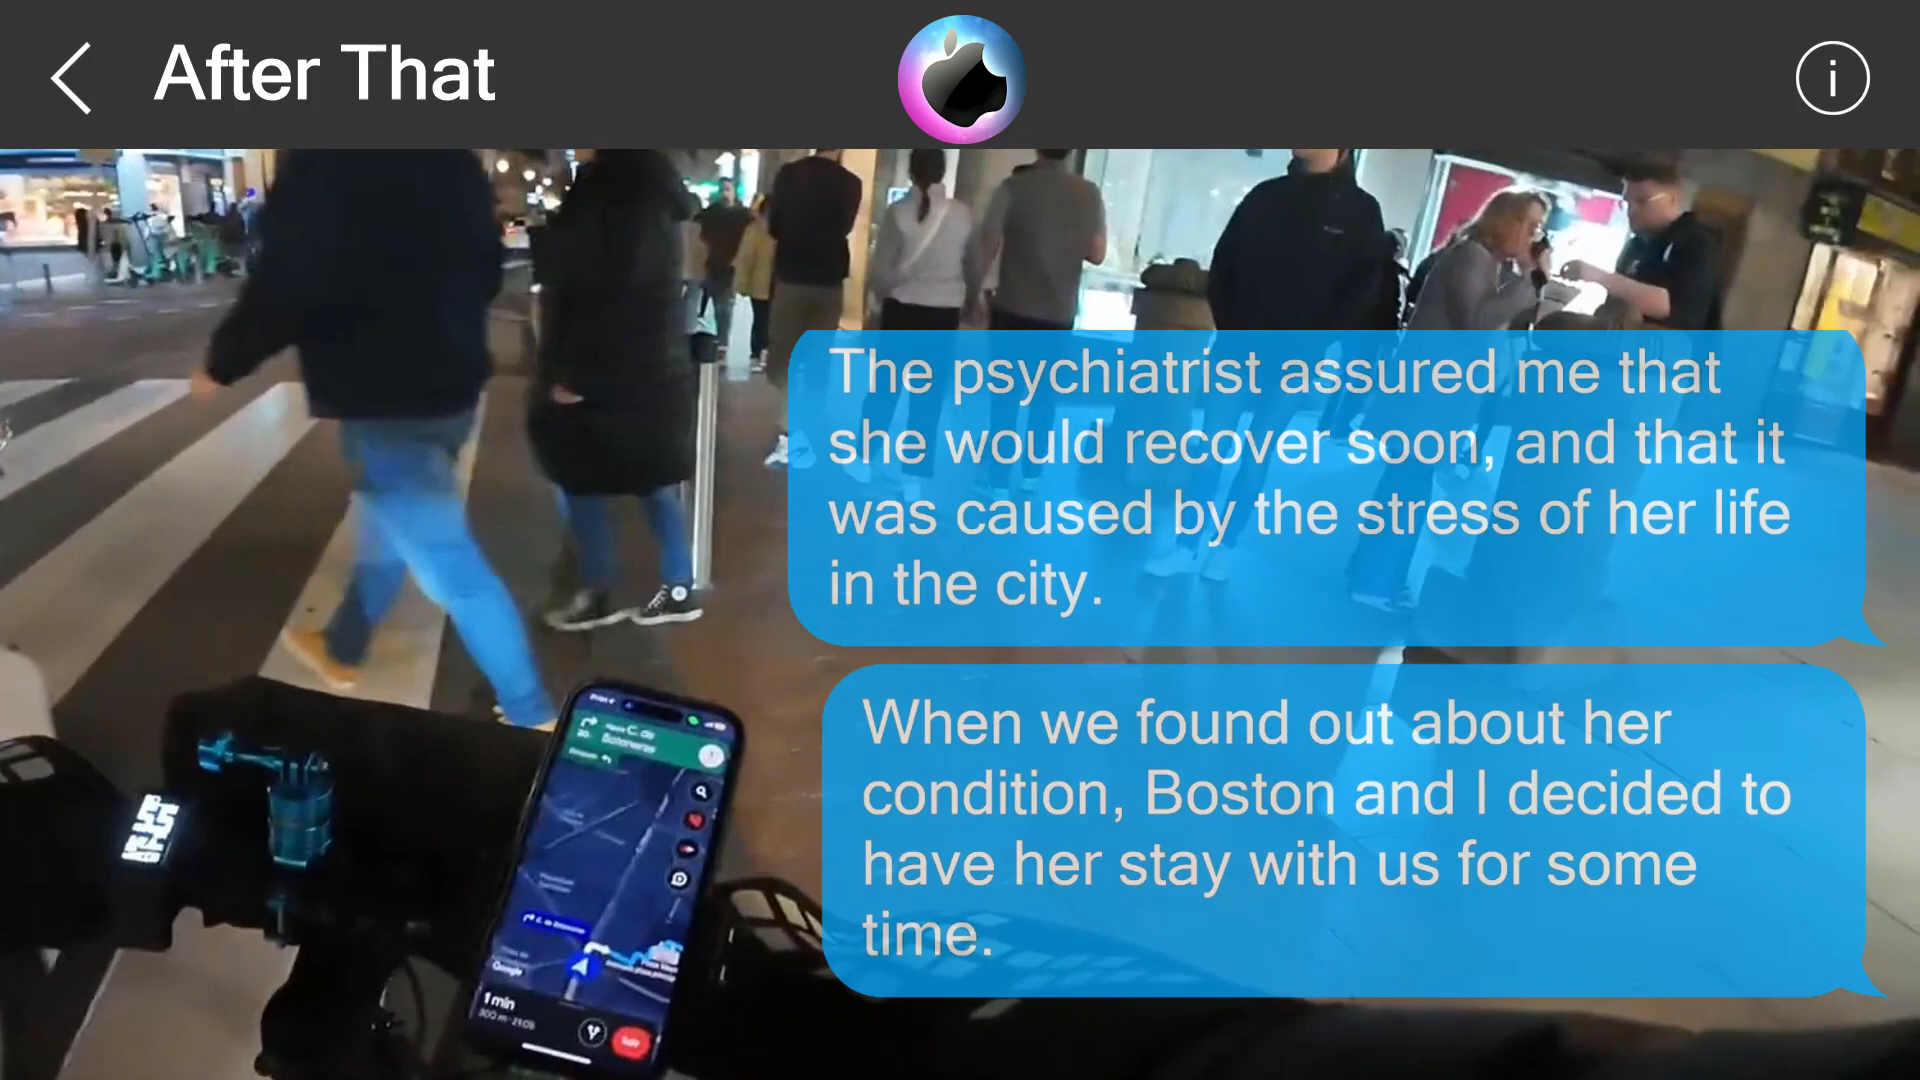 After That
The psychiatrist assured me that
she would recover soon, and that it
was caused by the stress of her life
in the city.
When we found out about her
condition, Boston and I decided to
have her stay with us for some
time.
Google
1 min